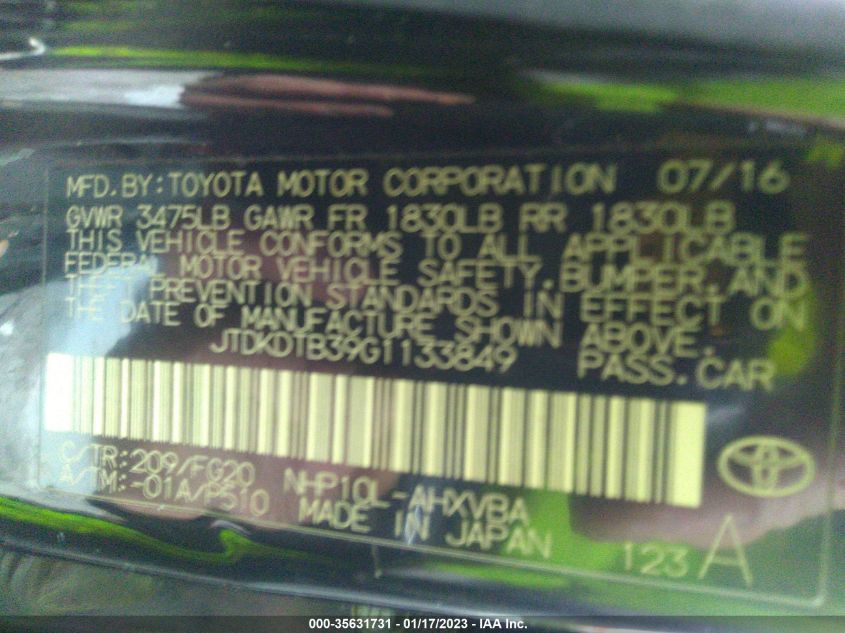 MFD. BY: TOYOTA MOTOR CORPORATION 07/16
GVWR 3475LB GAWR FR 1830LB RR 1830LB
THIS VEHICLE CONFORMS TO ALL APPLICABLE
FEDERAL MOTOR VEHICLE SAFETY, BUMPER, AND
THEFT PREVENTION STANDARDS IN EFFECT ON
THE DATE OF MANUFACTURE SHOWN ABOVE.
JTDKDTB39G1133849 PASS. CAR
C/TR: 209/FG20 NHP10L-AHXVBA
A/TM: -01A/P510 MADE IN JAPAN
123 A
000-35631731 - 01/17/2023 - IAA Inc.